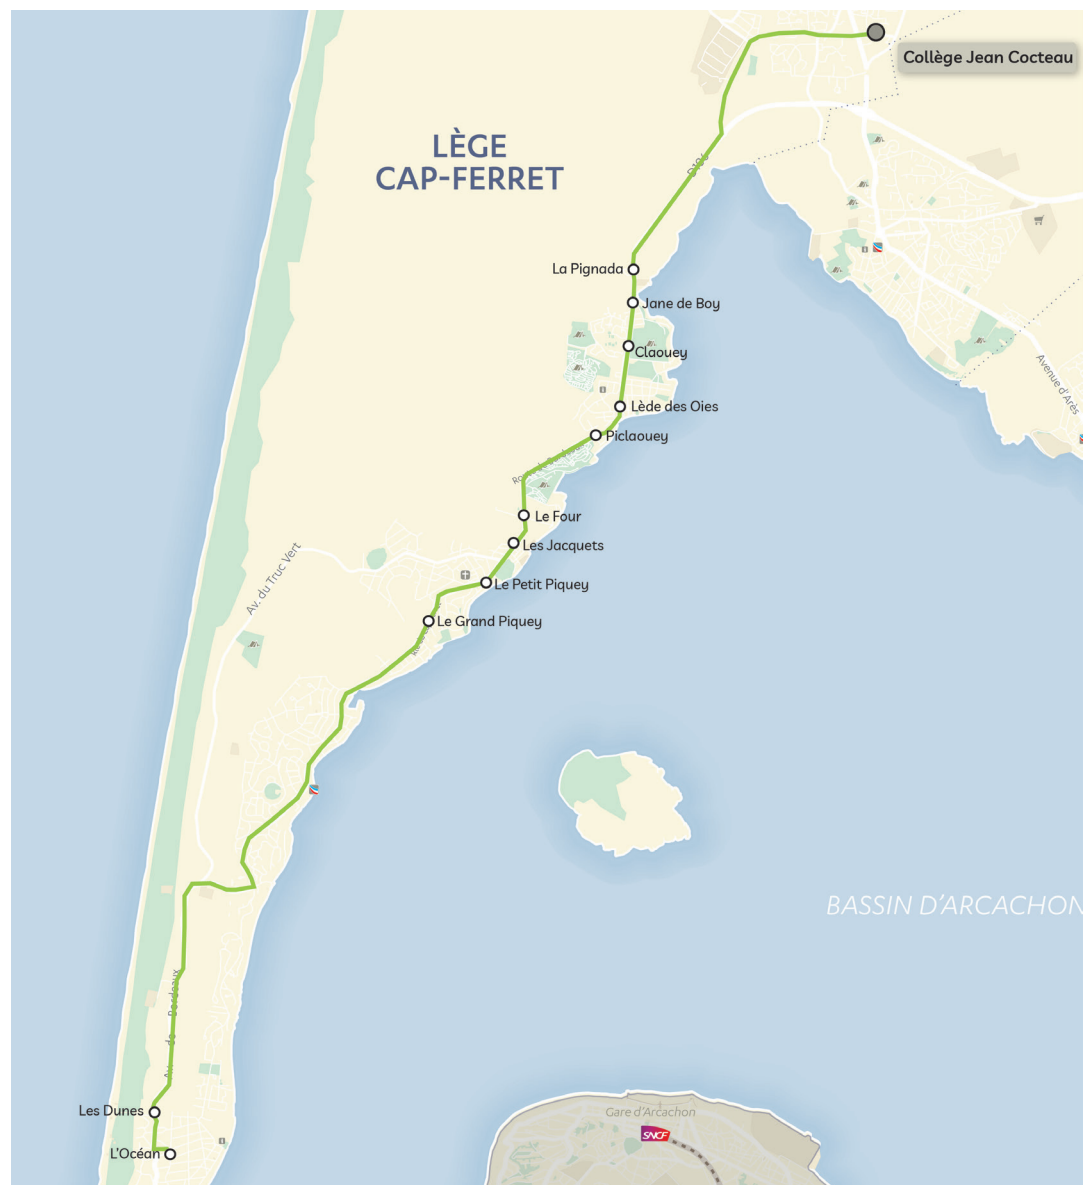 Collège Jean Cocteau
LÈGE
CAP-FERRET
D106
La Pignada
Jane de Boy
Claouey
Avenue d'Arès
Lède des Oies
Piclaouey
Le Four
Les Jacquets
Av. du Truc Vert
Le Petit Piquey
Le Grand Piquey
BASSIN D'ARCACHON
de Bordeaux
Les Dunes
Gare d'Arcachon
SNCF
L'Océan